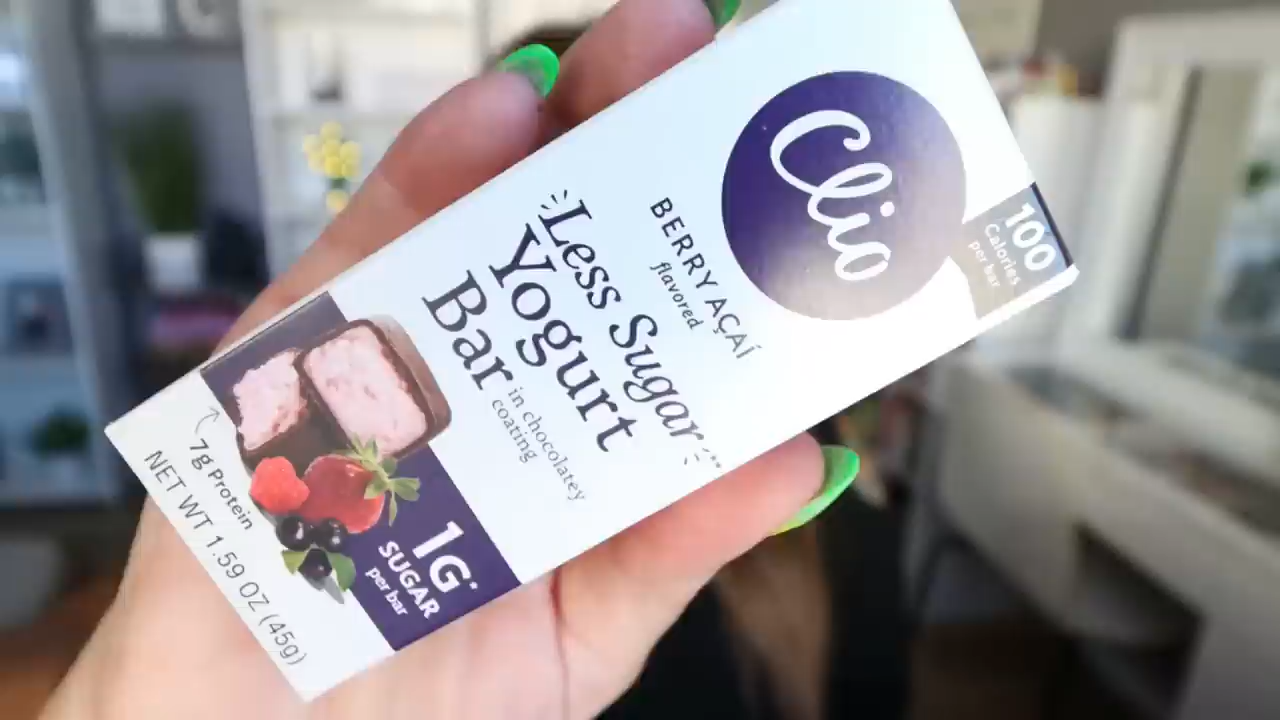 Clio
100
Calories
per bar
BERRY AÇAÍ
flavored
Less Sugar**
Yogurt
Bar in chocolatey
coating
7g Protein
1G*
SUGAR
per bar
NET WT 1.59 OZ (45g)